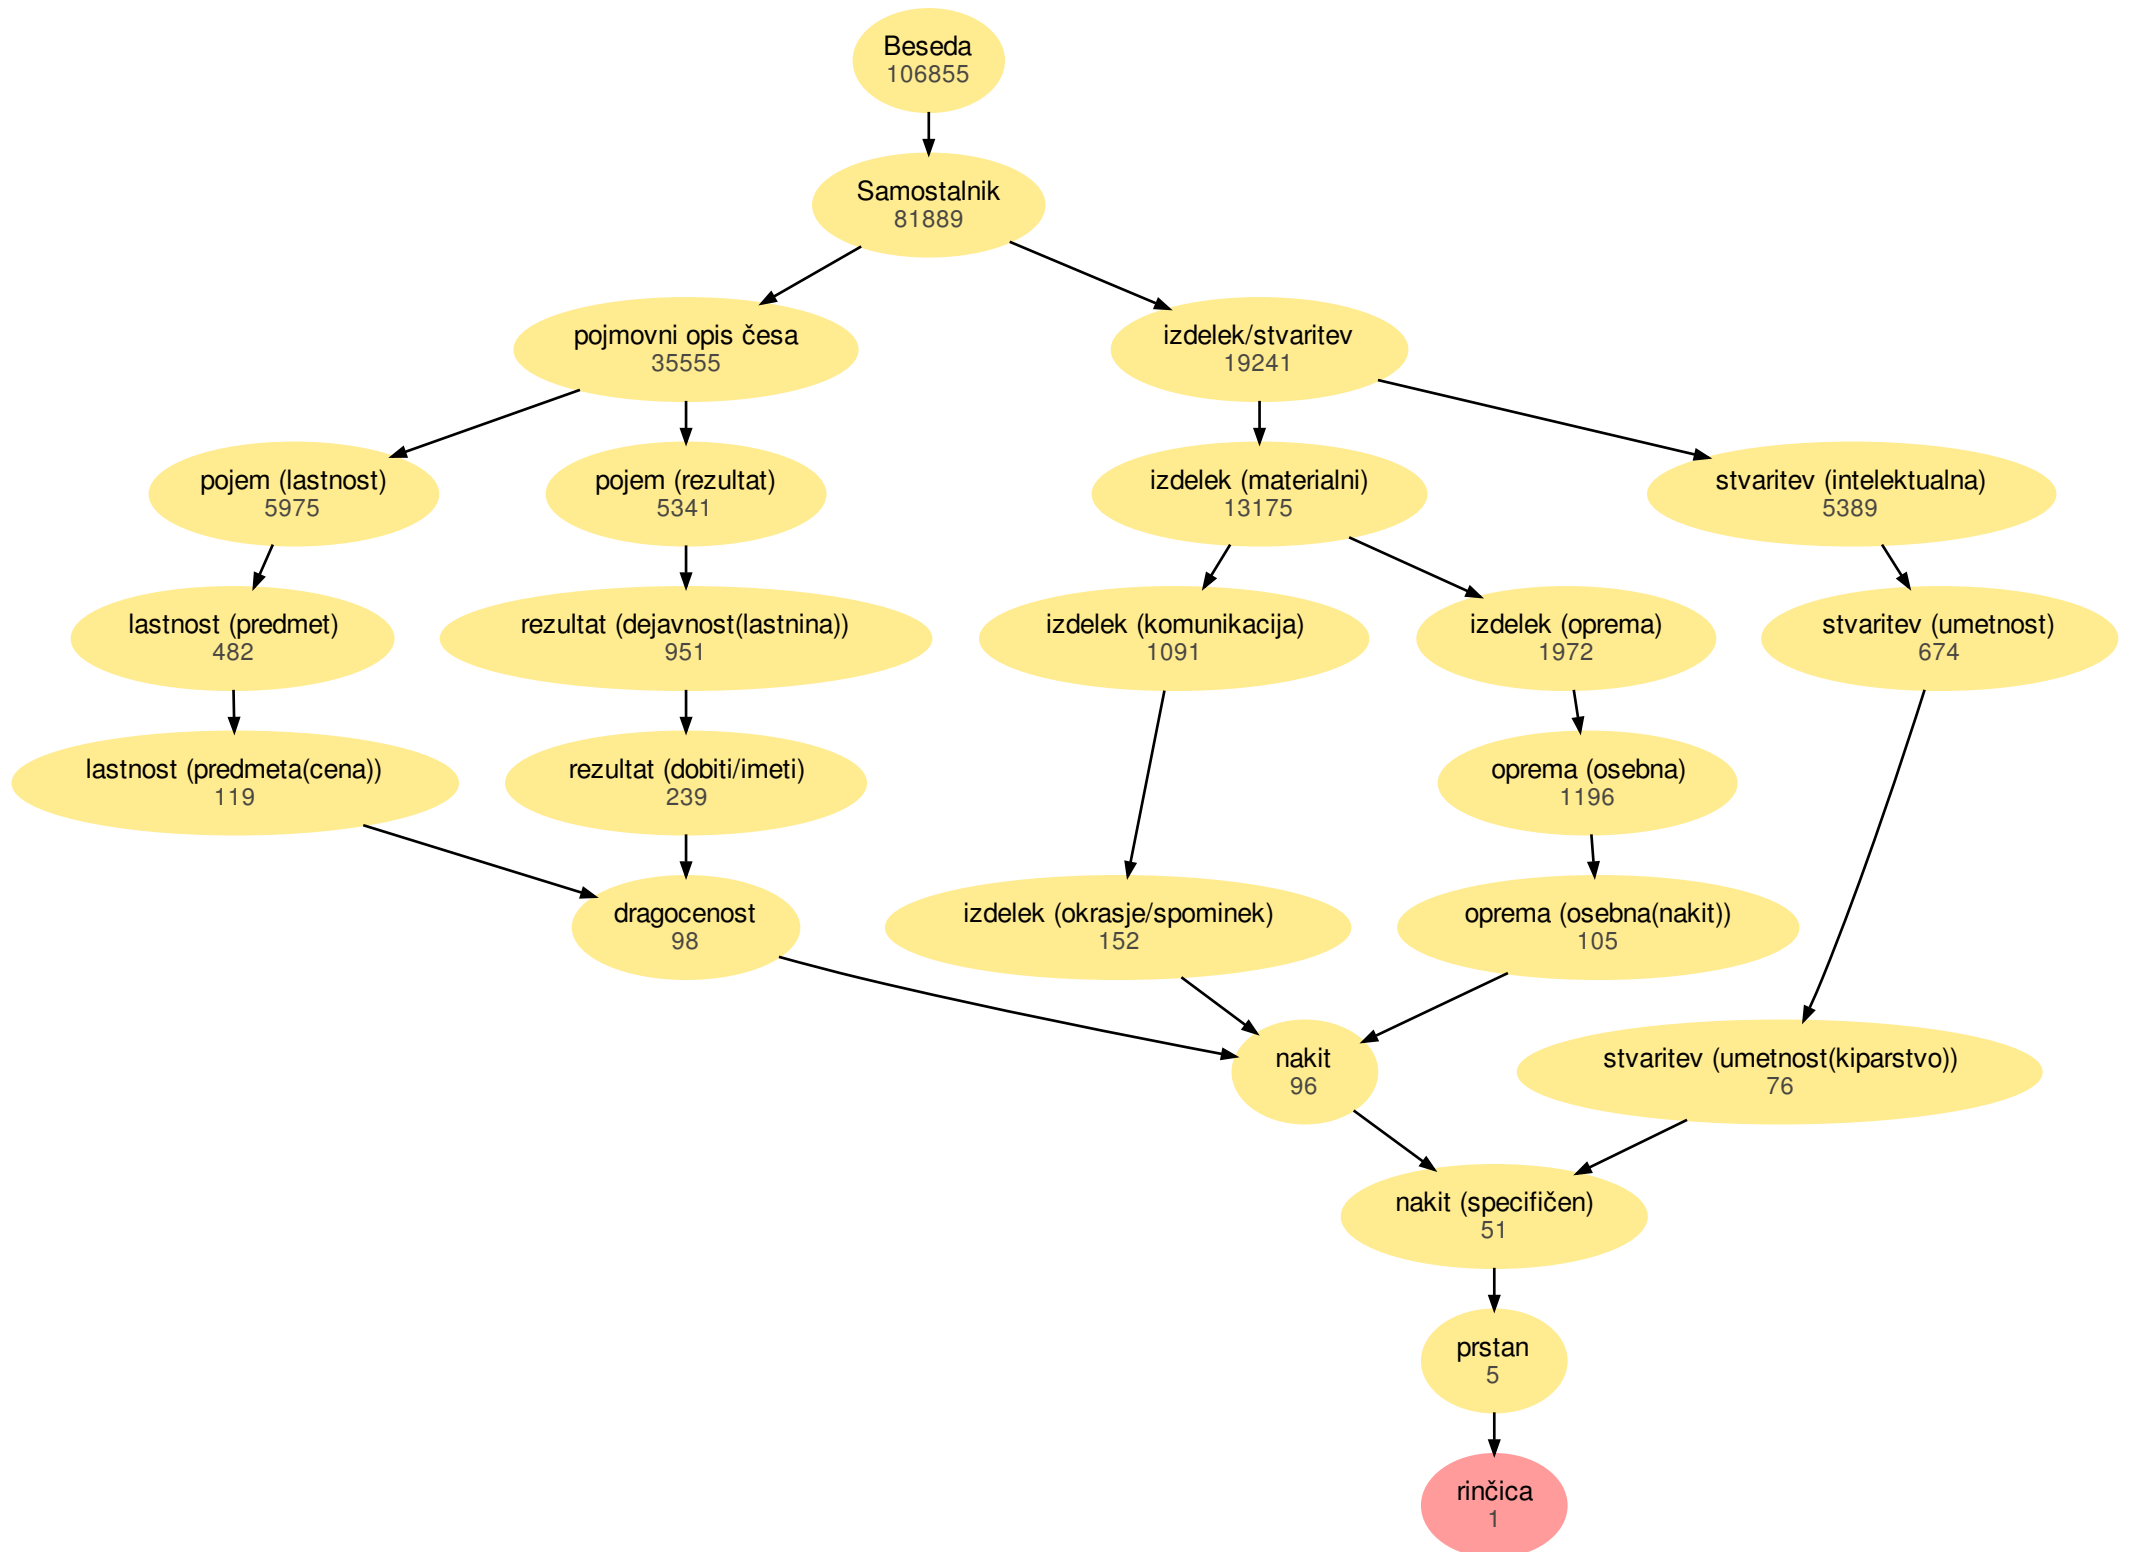 Beseda
106855
Samostalnik
81889
pojmovni opis česa
35555
izdelek/stvaritev
19241
pojem (lastnost)
5975
pojem (rezultat)
5341
izdelek (materialni)
13175
stvaritev (intelektualna)
5389
lastnost (predmet)
482
rezultat (dejavnost(lastnina))
951
izdelek (komunikacija)
1091
izdelek (oprema)
1972
stvaritev (umetnost)
674
lastnost (predmeta(cena))
119
rezultat (dobiti/imeti)
239
oprema (osebna)
1196
dragocenost
98
izdelek (okrasje/spominek)
152
oprema (osebna(nakit))
105
nakit
96
stvaritev (umetnost(kiparstvo))
76
nakit (specifičen)
51
prstan
5
rinčica
1